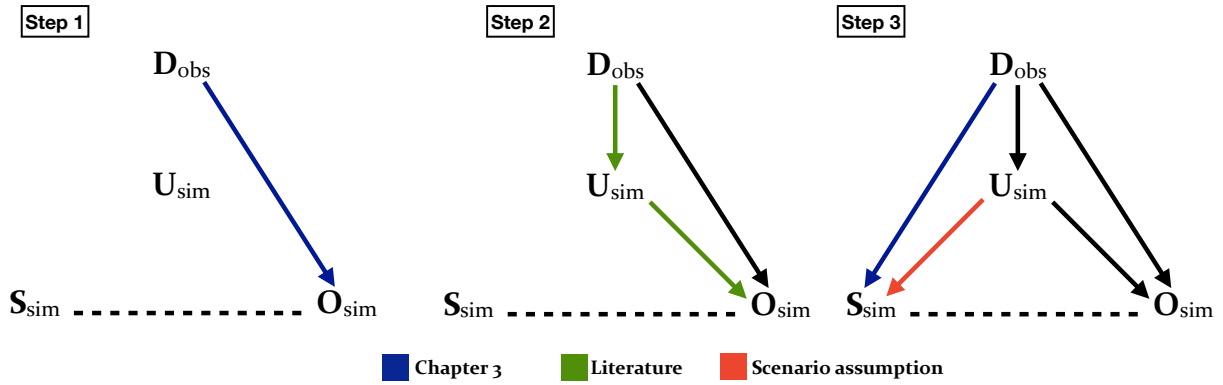 Step 1
Step 2
Step 3
Dobs
Dobs
Dobs
Usim
Usim
Usim
Ssim
Osim
Ssim
Osim
Ssim
Osim
Chapter 3
Literature
Scenario assumption